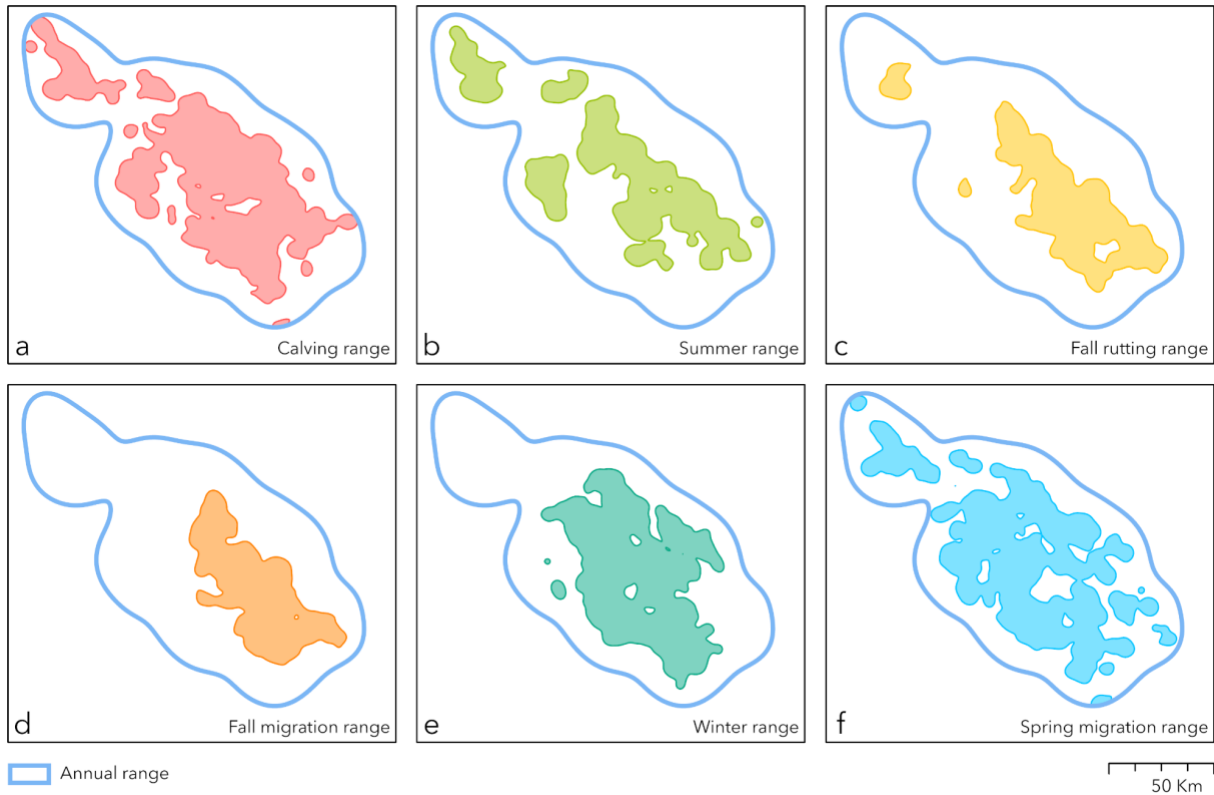 a
Calving range
b
Summer range
c
Fall rutting range
d
Fall migration range
e
Winter range
f
Spring migration range
Annual range
50 Km